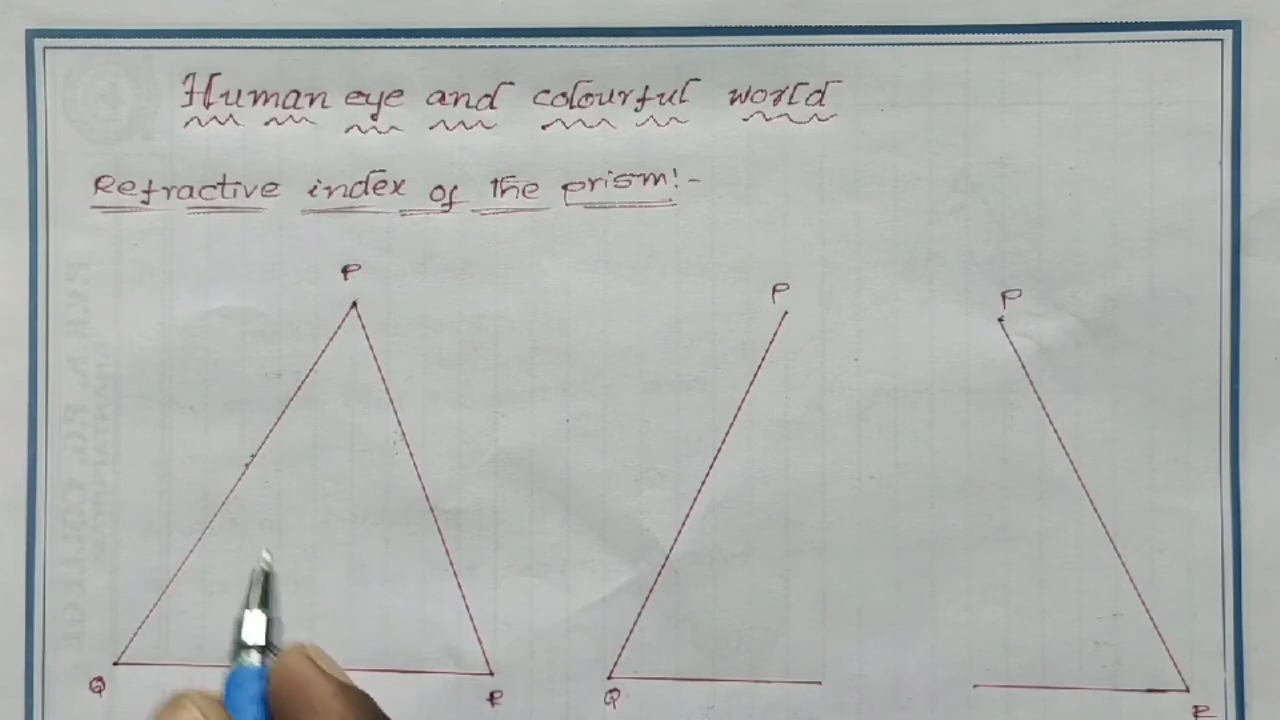 Human eye and colourful world
Refractive index of the prism:-
P
P
P
Q
R
Q
R